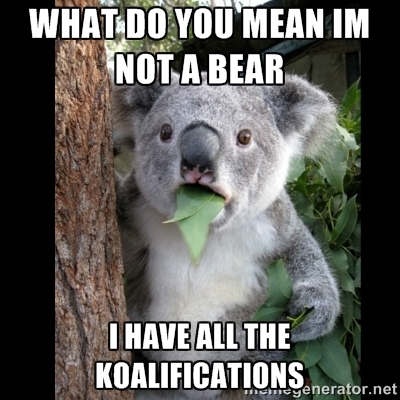 WHAT DO YOU MEAN IM
NOT A BEAR
I HAVE ALL THE
KOALIFICATIONS
memegenerator.net